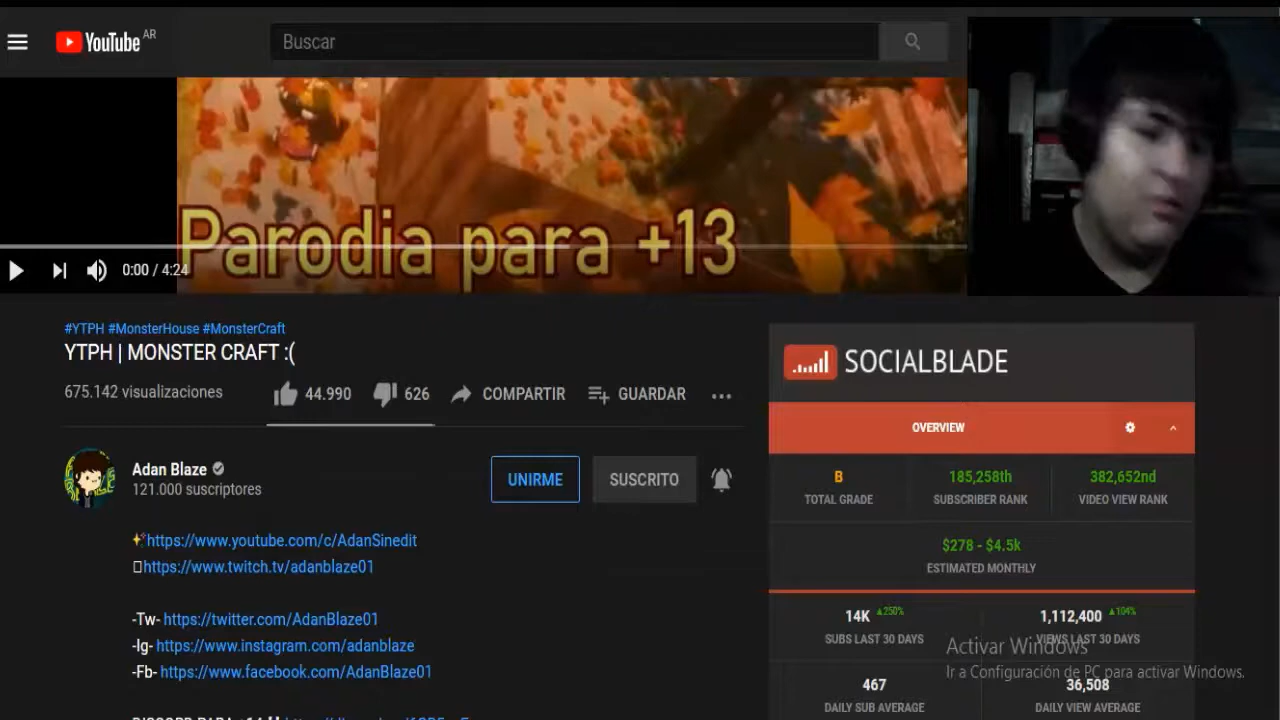 YouTube AR
Buscar
Parodia para +13
0:00 / 4:24
#YTPH #MonsterHouse #MonsterCraft
YTPH | MONSTER CRAFT :(
675.142 visualizaciones
44.990
626
COMPARTIR
GUARDAR
Adan Blaze
121.000 suscriptores
UNIRME
SUSCRITO
https://www.youtube.com/c/AdanSinedit
https://www.twitch.tv/adanblaze01
-Tw- https://twitter.com/AdanBlaze01
-Ig- https://www.instagram.com/adanblaze
-Fb- https://www.facebook.com/AdanBlaze01
SOCIALBLADE
OVERVIEW
B 185,258th 382,652nd
TOTAL GRADE SUBSCRIBER RANK VIDEO VIEW RANK
$278 - $4.5k
ESTIMATED MONTHLY
14K 250% 1,112,400 104%
SUBS LAST 30 DAYS VIEWS LAST 30 DAYS
Activar Windows
Ir a Configuración de PC para activar Windows.
467 36,508
DAILY SUB AVERAGE DAILY VIEW AVERAGE